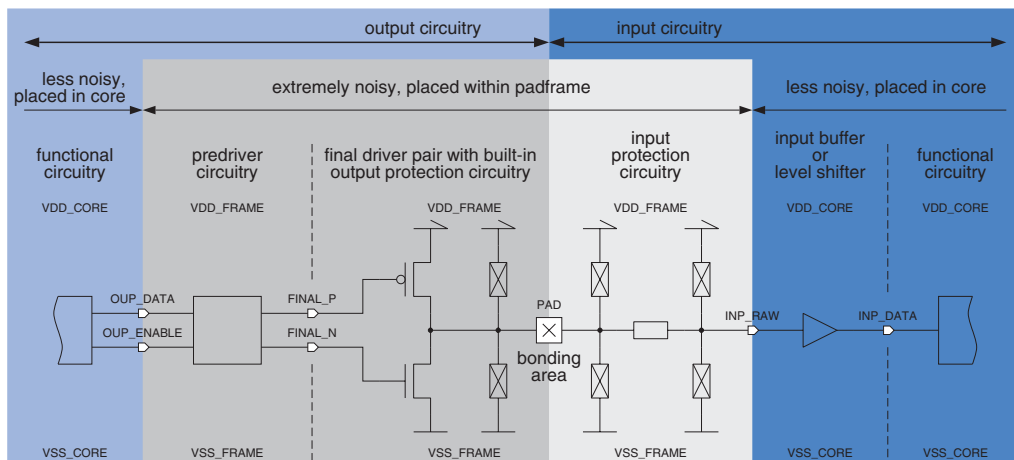 output circuitry
input circuitry
less noisy,
placed in core
extremely noisy, placed within padframe
less noisy, placed in core
functional
circuitry
predriver
circuitry
final driver pair with built-in
output protection circuitry
input
protection
circuitry
input buffer
or
level shifter
functional
circuitry
VDD_CORE
VDD_FRAME
VDD_FRAME
VDD_FRAME
VDD_CORE
VDD_CORE
OUP_DATA
OUP_ENABLE
FINAL_P
FINAL_N
PAD
bonding
area
INP_RAW
INP_DATA
VSS_CORE
VSS_FRAME
VSS_FRAME
VSS_FRAME
VSS_CORE
VSS_CORE